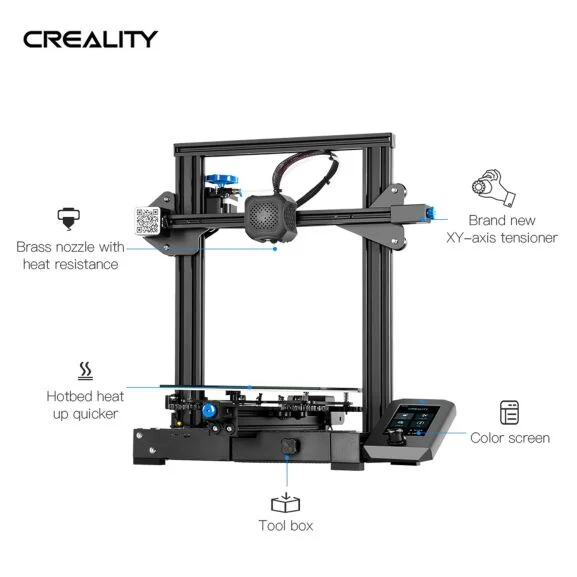 CREALITY
Brass nozzle with
heat resistance
Brand new
XY-axis tensioner
Hotbed heat
up quicker
CREALITY
Color screen
Tool box